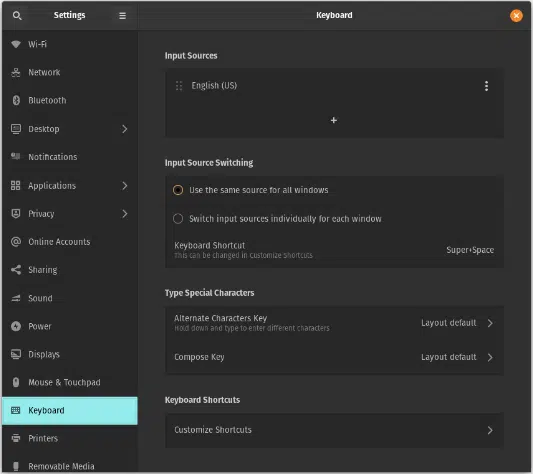 Settings
Keyboard
Wi-Fi
Network
Bluetooth
Desktop
Notifications
Applications
Privacy
Online Accounts
Sharing
Sound
Power
Displays
Mouse & Touchpad
Keyboard
Printers
Removable Media
Input Sources
English (US)
+
Input Source Switching
Use the same source for all windows
Switch input sources individually for each window
Keyboard Shortcut
This can be changed in Customize Shortcuts
Super+Space
Type Special Characters
Alternate Characters Key
Hold down and type to enter different characters
Layout default
Compose Key
Layout default
Keyboard Shortcuts
Customize Shortcuts